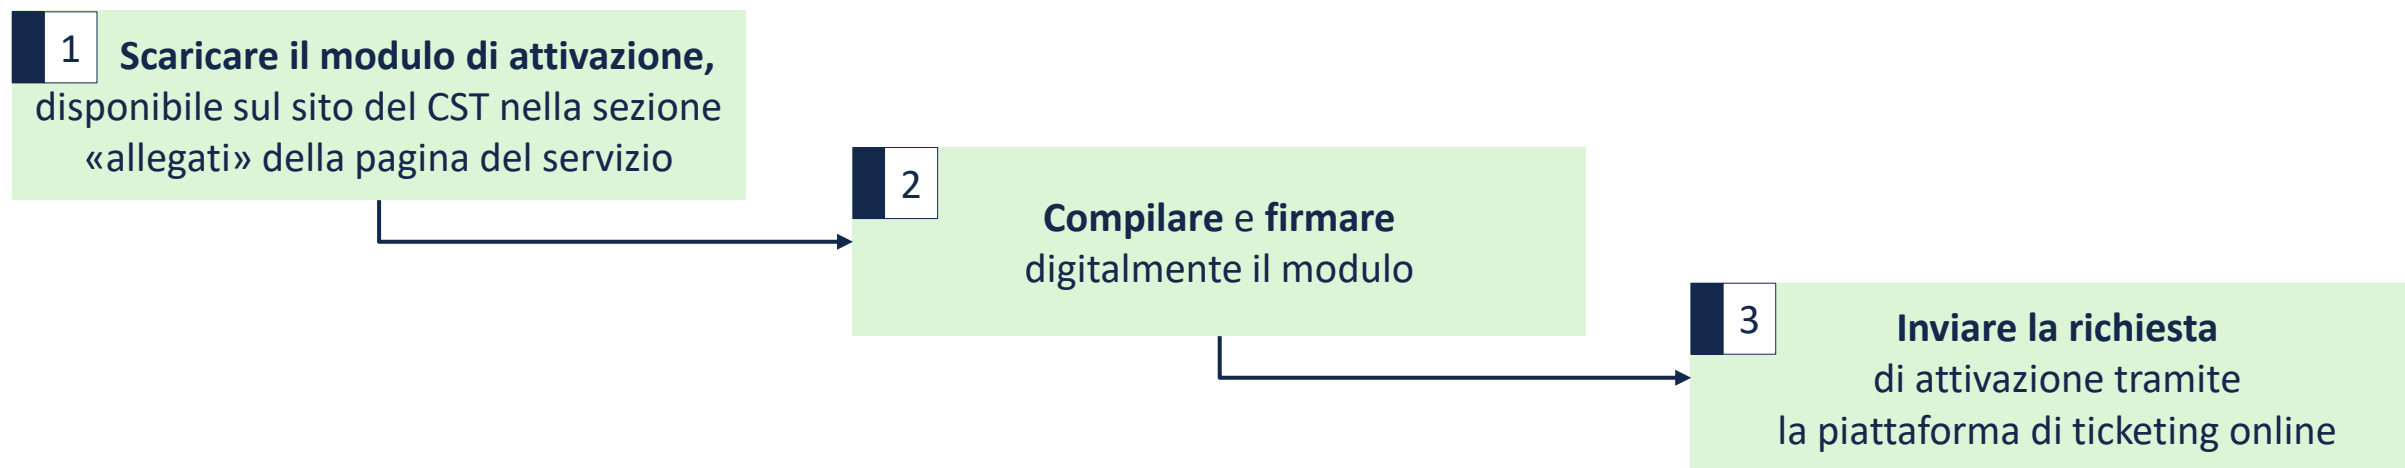 1
Scaricare il modulo di attivazione,
disponibile sul sito del CST nella sezione
«allegati» della pagina del servizio
2
Compilare e firmare
digitalmente il modulo
3
Inviare la richiesta
di attivazione tramite
la piattaforma di ticketing online